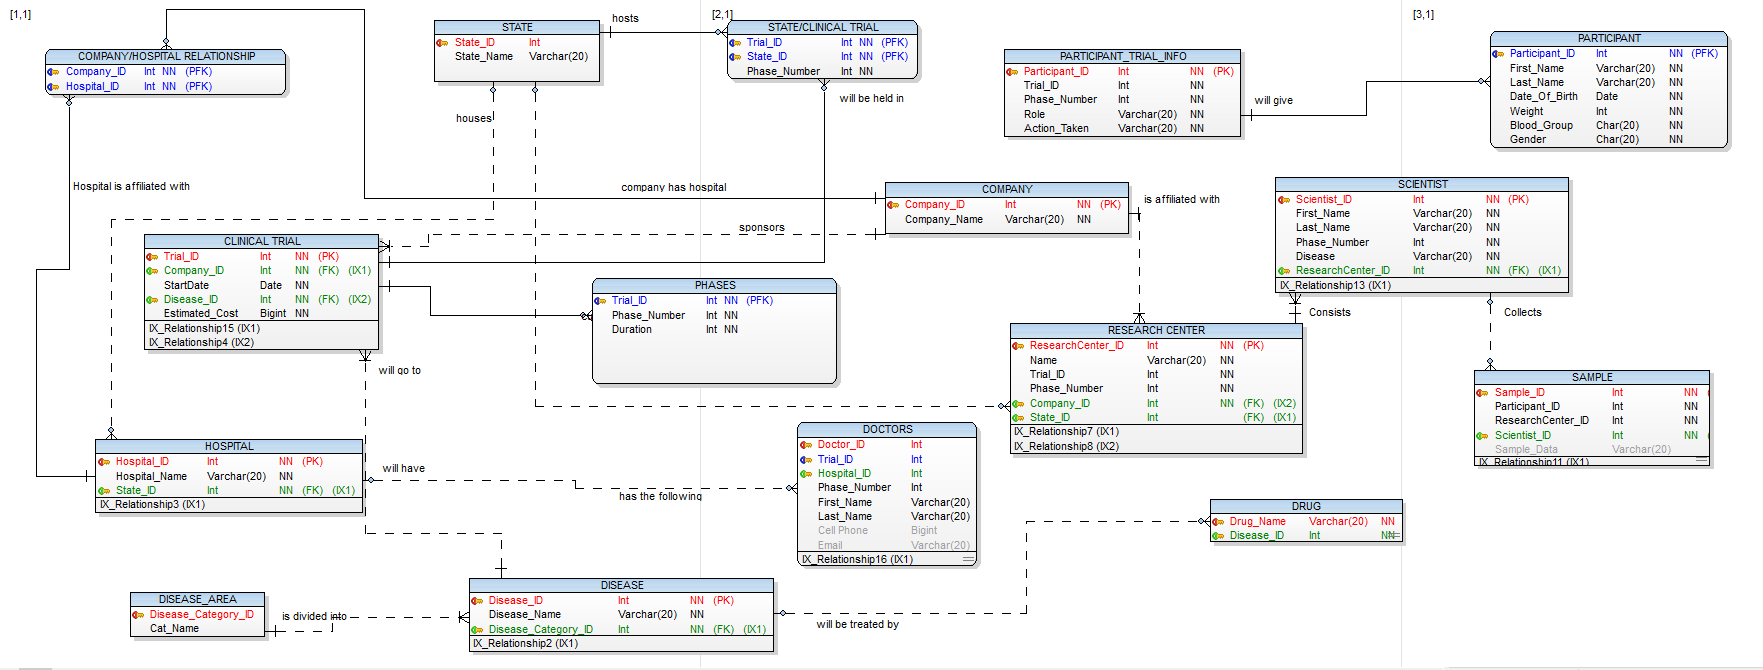 [1,1]
[2,1]
[3,1]
COMPANY/HOSPITAL RELATIONSHIP
Company_ID Int NN (PFK)
Hospital_ID Int NN (PFK)
STATE
State_ID Int
State_Name Varchar(20)
hosts
STATE/CLINICAL TRIAL
Trial_ID Int NN (PFK)
State_ID Int NN (PFK)
Phase_Number Int NN
will be held in
PARTICIPANT_TRIAL_INFO
Participant_ID Int NN (PK)
Trial_ID Int NN
Phase_Number Int NN
Role Varchar(20) NN
Action_Taken Varchar(20) NN
will give
PARTICIPANT
Participant_ID Int NN (PFK)
First_Name Varchar(20) NN
Last_Name Varchar(20) NN
Date_Of_Birth Date NN
Weight Int NN
Blood_Group Char(20) NN
Gender Char(20) NN
houses
Hospital is affiliated with
company has hospital
COMPANY
Company_ID Int NN (PK)
Company_Name Varchar(20) NN
is affiliated with
sponsors
SCIENTIST
Scientist_ID Int NN (PK)
First_Name Varchar(20) NN
Last_Name Varchar(20) NN
Phase_Number Int NN
Disease Varchar(20) NN
ResearchCenter_ID Int NN (FK) (IX1)
IX_Relationship13 (IX1)
Consists
Collects
CLINICAL TRIAL
Trial_ID Int NN (PK)
Company_ID Int NN (FK) (IX1)
StartDate Date NN
Disease_ID Int NN (FK) (IX2)
Estimated_Cost Bigint NN
IX_Relationship15 (IX1)
IX_Relationship4 (IX2)
will go to
PHASES
Trial_ID Int NN (PFK)
Phase_Number Int NN
Duration Int NN
RESEARCH CENTER
ResearchCenter_ID Int NN (PK)
Name Varchar(20) NN
Trial_ID Int NN
Phase_Number Int NN
Company_ID Int NN (FK) (IX2)
State_ID Int (FK) (IX1)
IX_Relationship7 (IX1)
IX_Relationship8 (IX2)
SAMPLE
Sample_ID Int NN
Participant_ID Int NN
ResearchCenter_ID Int NN
Scientist_ID Int NN
Sample_Data Varchar(20)
IX_Relationship11 (IX1)
HOSPITAL
Hospital_ID Int NN (PK)
Hospital_Name Varchar(20) NN
State_ID Int NN (FK) (IX1)
IX_Relationship3 (IX1)
will have
has the following
DOCTORS
Doctor_ID Int
Trial_ID Int
Hospital_ID Int
Phase_Number Int
First_Name Varchar(20)
Last_Name Varchar(20)
Cell Phone Bigint
Email Varchar(20)
IX_Relationship16 (IX1)
DRUG
Drug_Name Varchar(20) NN
Disease_ID Int NN
DISEASE_AREA
Disease_Category_ID
Cat_Name
is divided into
DISEASE
Disease_ID Int NN (PK)
Disease_Name Varchar(20) NN
Disease_Category_ID Int NN (FK) (IX1)
IX_Relationship2 (IX1)
will be treated by